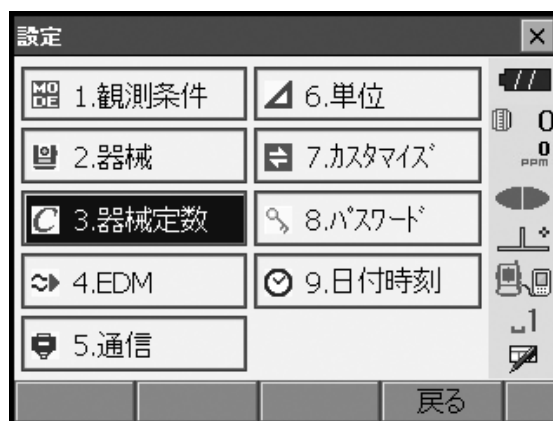 設定
MO
DE
1.観測条件
6.単位
2.器械
7.ｶｽﾀﾏｲｽﾞ
C 3.器械定数
8.ﾊﾟｽﾜｰﾄﾞ
4.EDM
9.日付時刻
5.通信
0
0
PPM
1
戻る